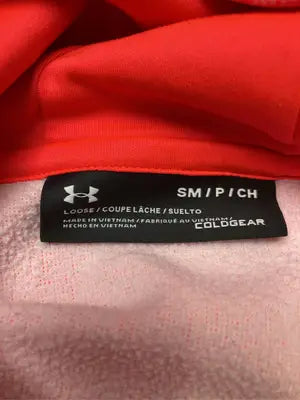 SM / P / CH
LOOSE / COUPE LÂCHE / SUELTO
MADE IN VIETNAM / FABRIQUÉ AU VIETNAM /
HECHO EN VIETNAM
COLDGEAR